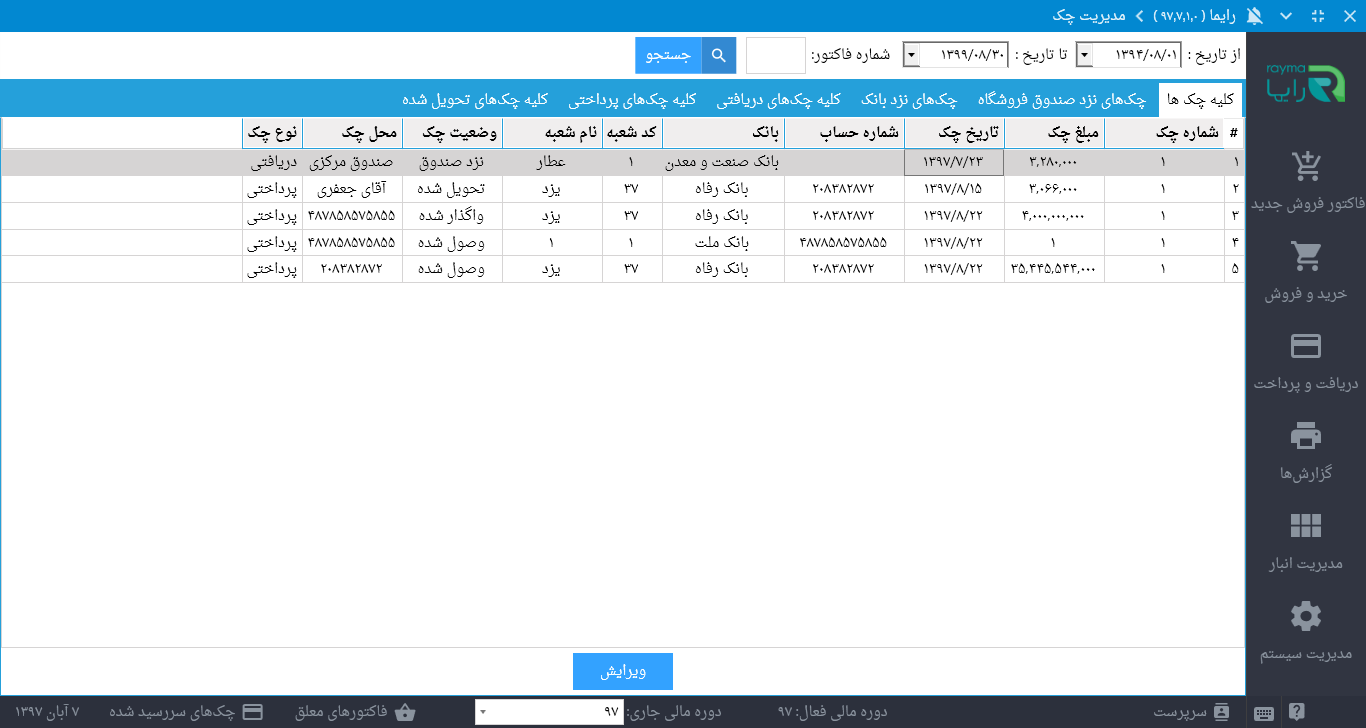 رایما ( ۹۷,۷,۱,۰ ) > مدیریت چک
از تاریخ : ۱۳۹۴/۰۸/۰۱ تا تاریخ : ۱۳۹۹/۰۸/۳۰ شماره فاکتور: جستجو
کلیه چک ها چک‌های نزد صندوق فروشگاه چک‌های نزد بانک کلیه چک‌های دریافتی کلیه چک‌های پرداختی کلیه چک‌های تحویل شده
# شماره چک مبلغ چک تاریخ چک شماره حساب بانک کد شعبه نام شعبه وضعیت چک محل چک نوع چک
۱ ۱ ۳,۲۸۰,۰۰۰ ۱۳۹۷/۷/۲۳ بانک صنعت و معدن ۱ عطار نزد صندوق صندوق مرکزی دریافتی
۲ ۱ ۳,۰۶۶,۰۰۰ ۱۳۹۷/۸/۱۵ ۲۰۸۳۸۲۸۷۲ بانک رفاه ۳۷ یزد تحویل شده آقای جعفری پرداختی
۳ ۱ ۴,۰۰۰,۰۰۰,۰۰۰ ۱۳۹۷/۸/۲۲ ۲۰۸۳۸۲۸۷۲ بانک رفاه ۳۷ یزد واگذار شده ۴۸۷۸۵۸۵۷۵۸۵۵ پرداختی
۴ ۱ ۱ ۱۳۹۷/۸/۲۲ ۴۸۷۸۵۸۵۷۵۸۵۵ بانک ملت ۱ ۱ وصول شده ۴۸۷۸۵۸۵۷۵۸۵۵ پرداختی
۵ ۱ ۳۵,۴۴۵,۵۴۴,۰۰۰ ۱۳۹۷/۸/۲۲ ۲۰۸۳۸۲۸۷۲ بانک رفاه ۳۷ یزد وصول شده ۲۰۸۳۸۲۸۷۲ پرداختی
ویرایش
rayma
رایما
فاکتور فروش جدید
خرید و فروش
دریافت و پرداخت
گزارش‌ها
مدیریت انبار
مدیریت سیستم
سرپرست دوره مالی فعال: ۹۷ دوره مالی جاری: ۹۷ فاکتورهای معلق چک‌های سررسید شده ۷ آبان ۱۳۹۷